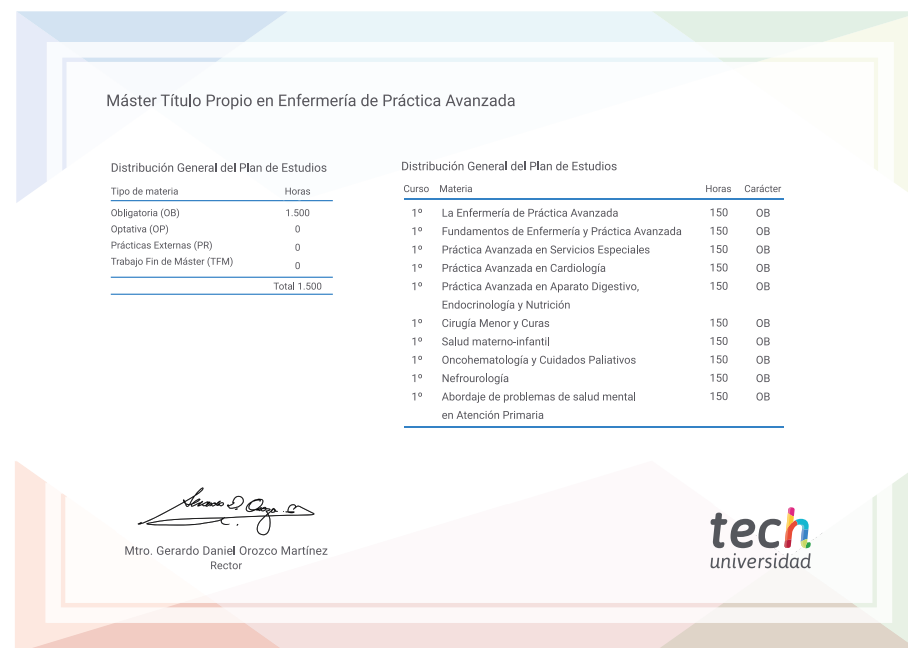 Máster Título Propio en Enfermería de Práctica Avanzada
Distribución General del Plan de Estudios
Tipo de materia Horas
Obligatoria (OB) 1.500
Optativa (OP) 0
Prácticas Externas (PR) 0
Trabajo Fin de Máster (TFM) 0
Total 1.500
Distribución General del Plan de Estudios
Curso Materia Horas Carácter
1º La Enfermería de Práctica Avanzada 150 OB
1º Fundamentos de Enfermería y Práctica Avanzada 150 OB
1º Práctica Avanzada en Servicios Especiales 150 OB
1º Práctica Avanzada en Cardiología 150 OB
1º Práctica Avanzada en Aparato Digestivo, 150 OB
Endocrinología y Nutrición
1º Cirugía Menor y Curas 150 OB
1º Salud materno-infantil 150 OB
1º Oncohematología y Cuidados Paliativos 150 OB
1º Nefrourología 150 OB
1º Abordaje de problemas de salud mental 150 OB
en Atención Primaria
Mtro. Gerardo Daniel Orozco Martínez
Rector
tech
universidad